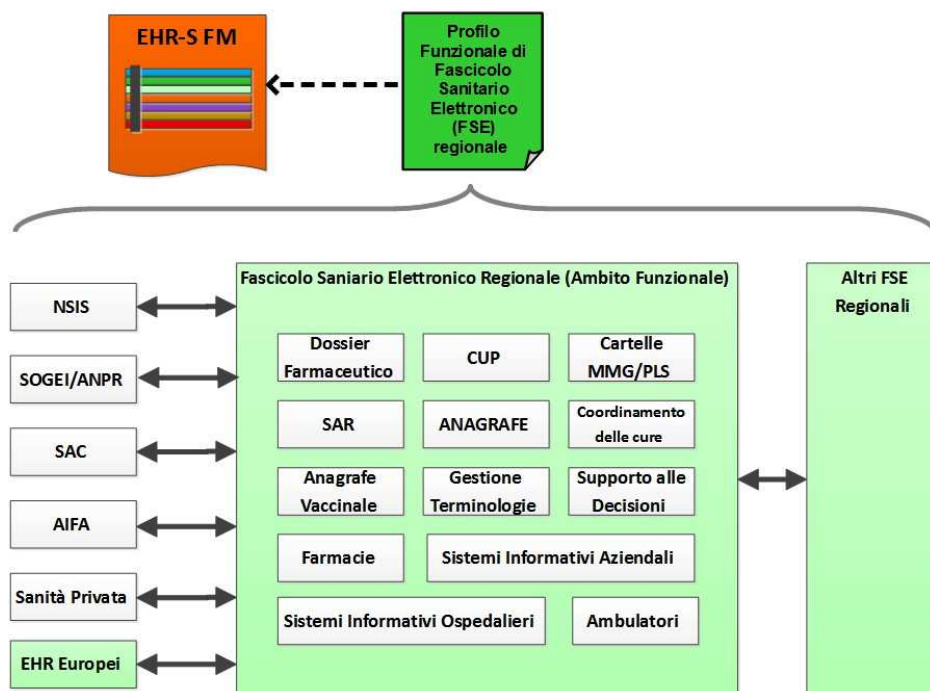 EHR-S FM
Profilo
Funzionale di
Fascicolo
Sanitario
Elettronico
(FSE)
regionale
Fascicolo Saniario Elettronico Regionale (Ambito Funzionale)
Altri FSE
Regionali
NSIS
SOGEI/ANPR
SAC
AIFA
Sanità Privata
EHR Europei
Dossier
Farmaceutico
CUP
Cartelle
MMG/PLS
SAR
ANAGRAFE
Coordinamento
delle cure
Anagrafe
Vaccinale
Gestione
Terminologie
Supporto alle
Decisioni
Farmacie
Sistemi Informativi Aziendali
Sistemi Informativi Ospedalieri
Ambulatori